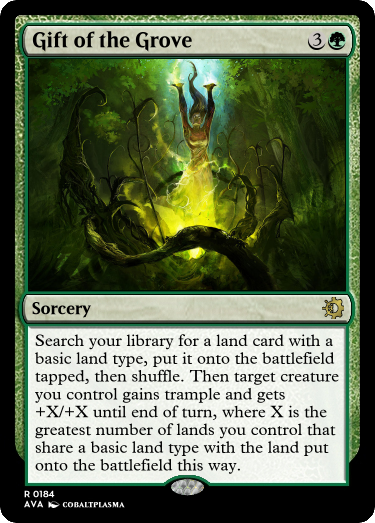 Gift of the Grove 3
Sorcery
Search your library for a land card with a
basic land type, put it onto the battlefield
tapped, then shuffle. Then target creature
you control gains trample and gets
+X/+X until end of turn, where X is the
greatest number of lands you control that
share a basic land type with the land put
onto the battlefield this way.
R 0184
AVA COBALTPLASMA